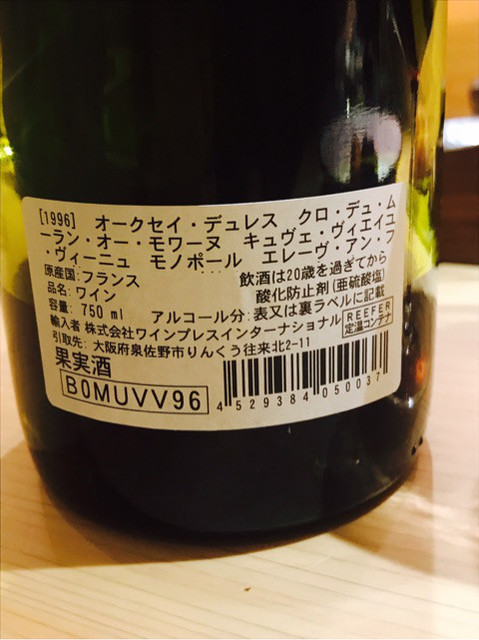 [1996] オークセイ・デュレス クロ・デュ・ム
ーラン・オー・モワーヌ キュヴェ・ヴィエイユ
・ヴィーニュ モノポール エレーヴ・アン・フ
原産国:フランス 飲酒は20歳を過ぎてから
品名:ワイン 酸化防止剤(亜硫酸塩)
容量:750 ml アルコール分:表又は裏ラベルに記載
輸入者 株式会社ワインプレスインターナショナル
REEFER
定温コンテナ
引取先:大阪府泉佐野市りんくう往来北2-11
果実酒
B0MUVV96
4 529384 050037